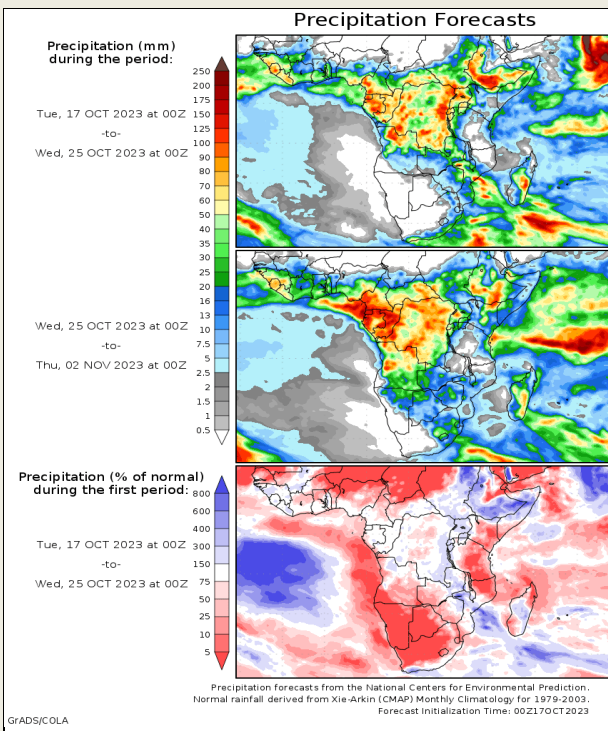 Precipitation Forecasts
Precipitation (mm)
during the period:
Tue, 17 OCT 2023 at 00Z
-to-
Wed, 25 OCT 2023 at 00Z
250
200
175
150
125
100
90
80
70
60
50
40
35
30
25
20
16
13
10
7.5
5
2.5
2
1.5
1
0.5
Wed, 25 OCT 2023 at 00Z
-to-
Thu, 02 NOV 2023 at 00Z
Precipitation (% of normal)
during the first period:
Tue, 17 OCT 2023 at 00Z
-to-
Wed, 25 OCT 2023 at 00Z
800
600
400
300
150
75
50
25
10
5
Precipitation forecasts from the National Centers for Environmental Prediction.
Normal rainfall derived from Xie-Arkin (CMAP) Monthly Climatology for 1979-2003.
Forecast Initialization Time: 00Z17OCT2023
GrADS/COLA